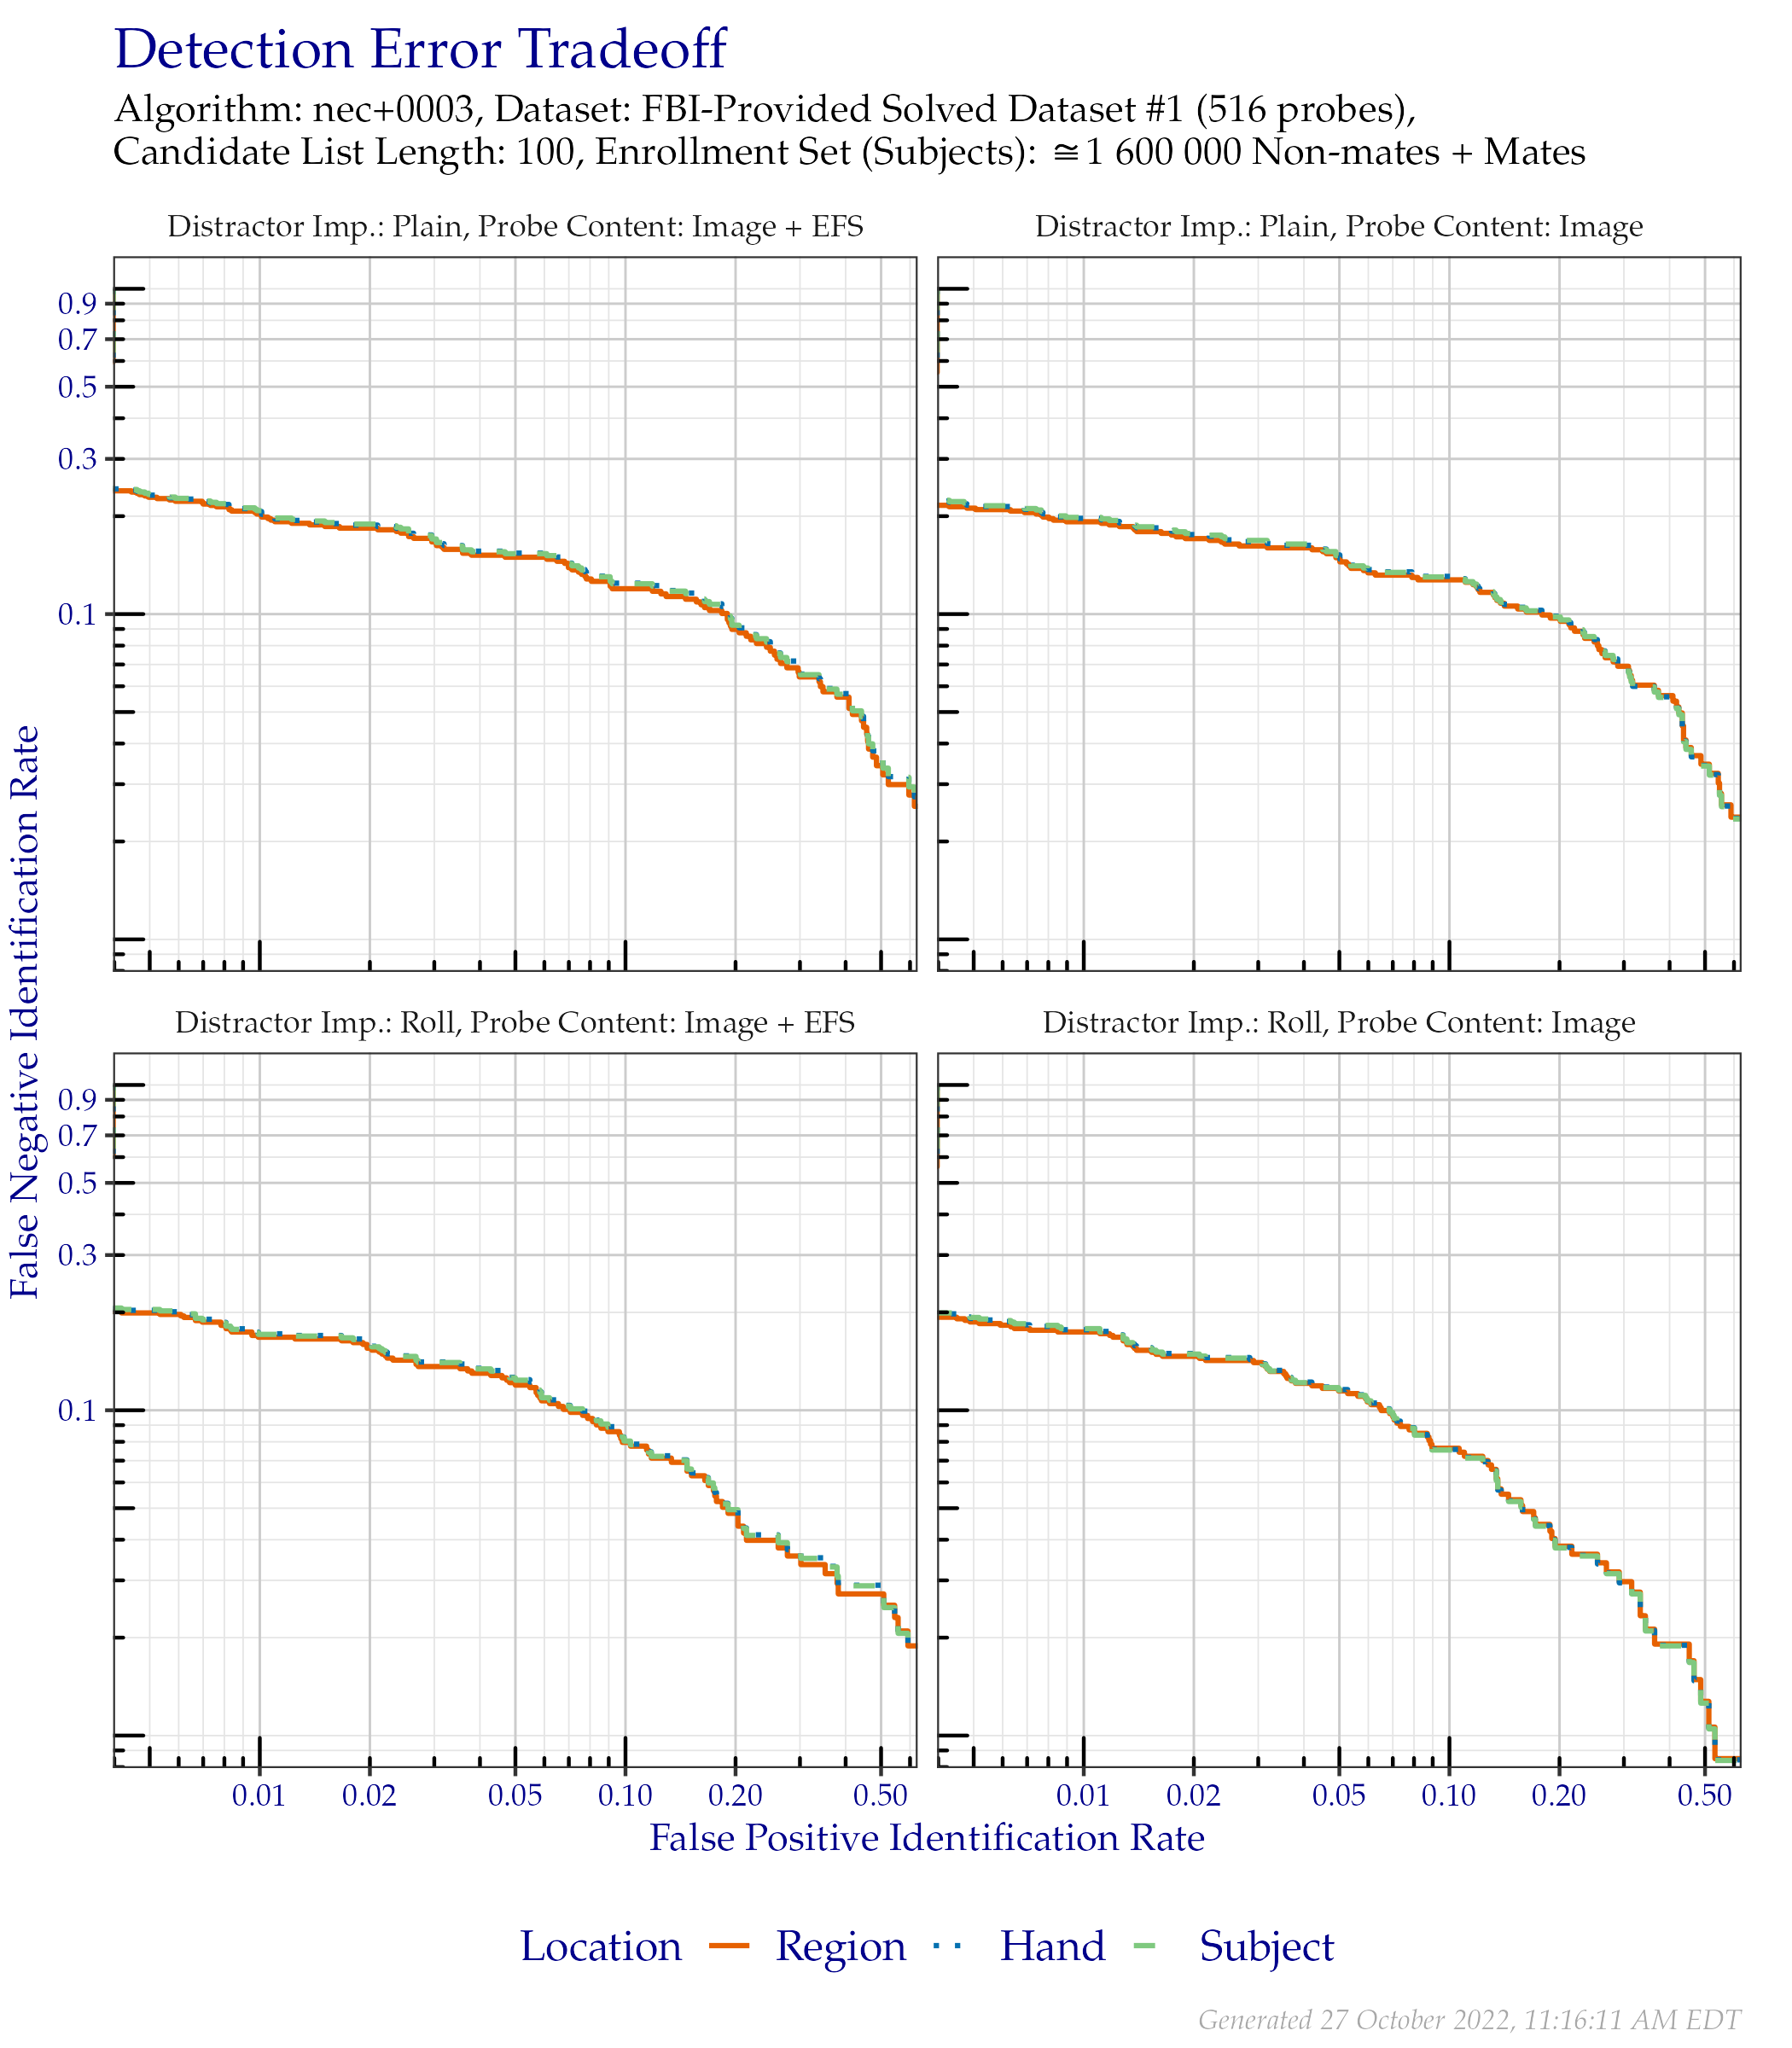 Detection Error Tradeoff
Algorithm: nec+0003, Dataset: FBI-Provided Solved Dataset #1 (516 probes),
Candidate List Length: 100, Enrollment Set (Subjects): ≅1 600 000 Non-mates + Mates
Distractor Imp.: Plain, Probe Content: Image + EFS
Distractor Imp.: Plain, Probe Content: Image
0.9
0.7
0.5
0.3
0.1
False Negative Identification Rate
Distractor Imp.: Roll, Probe Content: Image + EFS
Distractor Imp.: Roll, Probe Content: Image
0.9
0.7
0.5
0.3
0.1
0.01 0.02 0.05 0.10 0.20 0.50
0.01 0.02 0.05 0.10 0.20 0.50
False Positive Identification Rate
Location Region Hand Subject
Generated 27 October 2022, 11:16:11 AM EDT